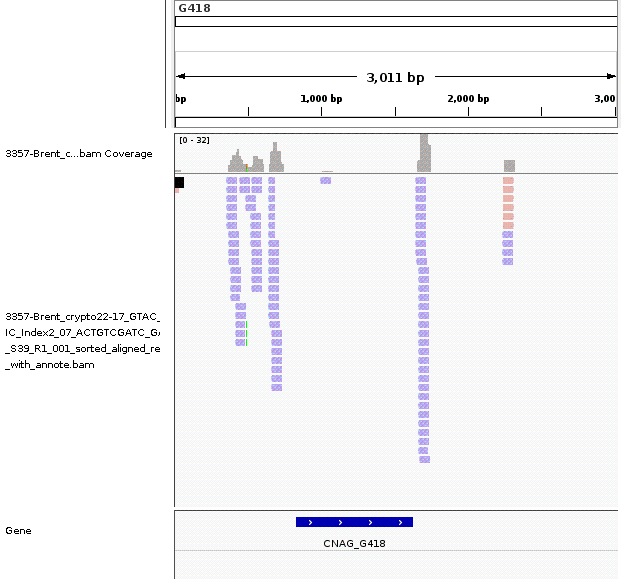 G418
3,011 bp
bp
1,000 bp
2,000 bp
3,00
[0 - 32]
3357-Brent_c...bam Coverage
3357-Brent_crypto22-17_GTAC_
IC_Index2_07_ACTGTCGATC_GA
_S39_R1_001_sorted_aligned_re
_with_annote.bam
Gene
CNAG_G418